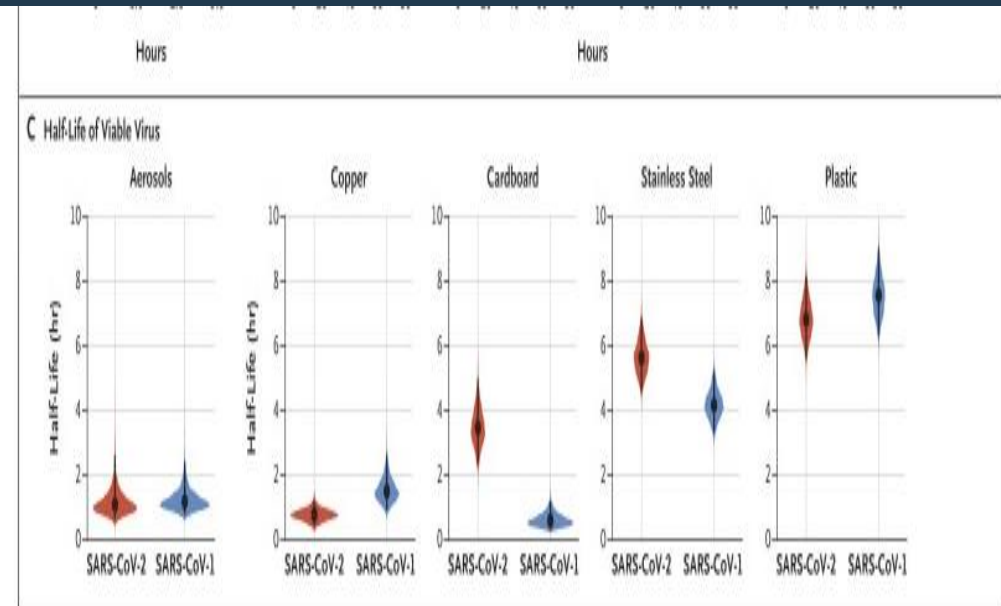 Hours
Hours
C Half-Life of Viable Virus
Aerosols Copper Cardboard Stainless Steel Plastic
10 10 10 10 10
8 8 8 8 8
6 6 6 6 6
4 4 4 4 4
2 2 2 2 2
0 0 0 0 0
Half-Life (hr)
Half-Life (hr)
SARS-CoV-2 SARS-CoV-1 SARS-CoV-2 SARS-CoV-1 SARS-CoV-2 SARS-CoV-1 SARS-CoV-2 SARS-CoV-1 SARS-CoV-2 SARS-CoV-1